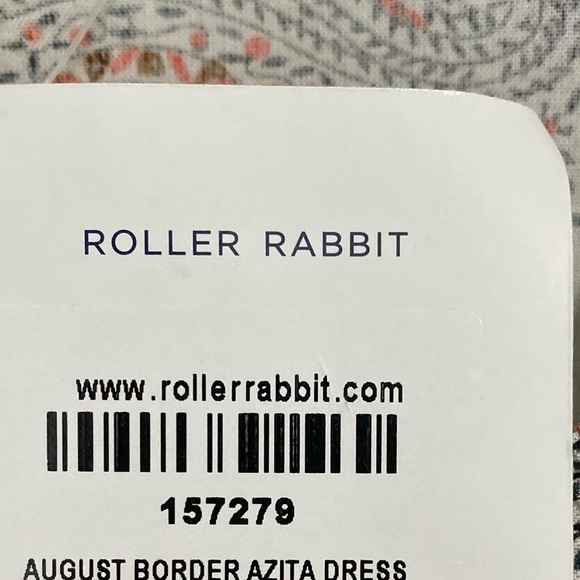 ROLLER RABBIT
www.rollerrabbit.com
157279
AUGUST BORDER AZITA DRESS